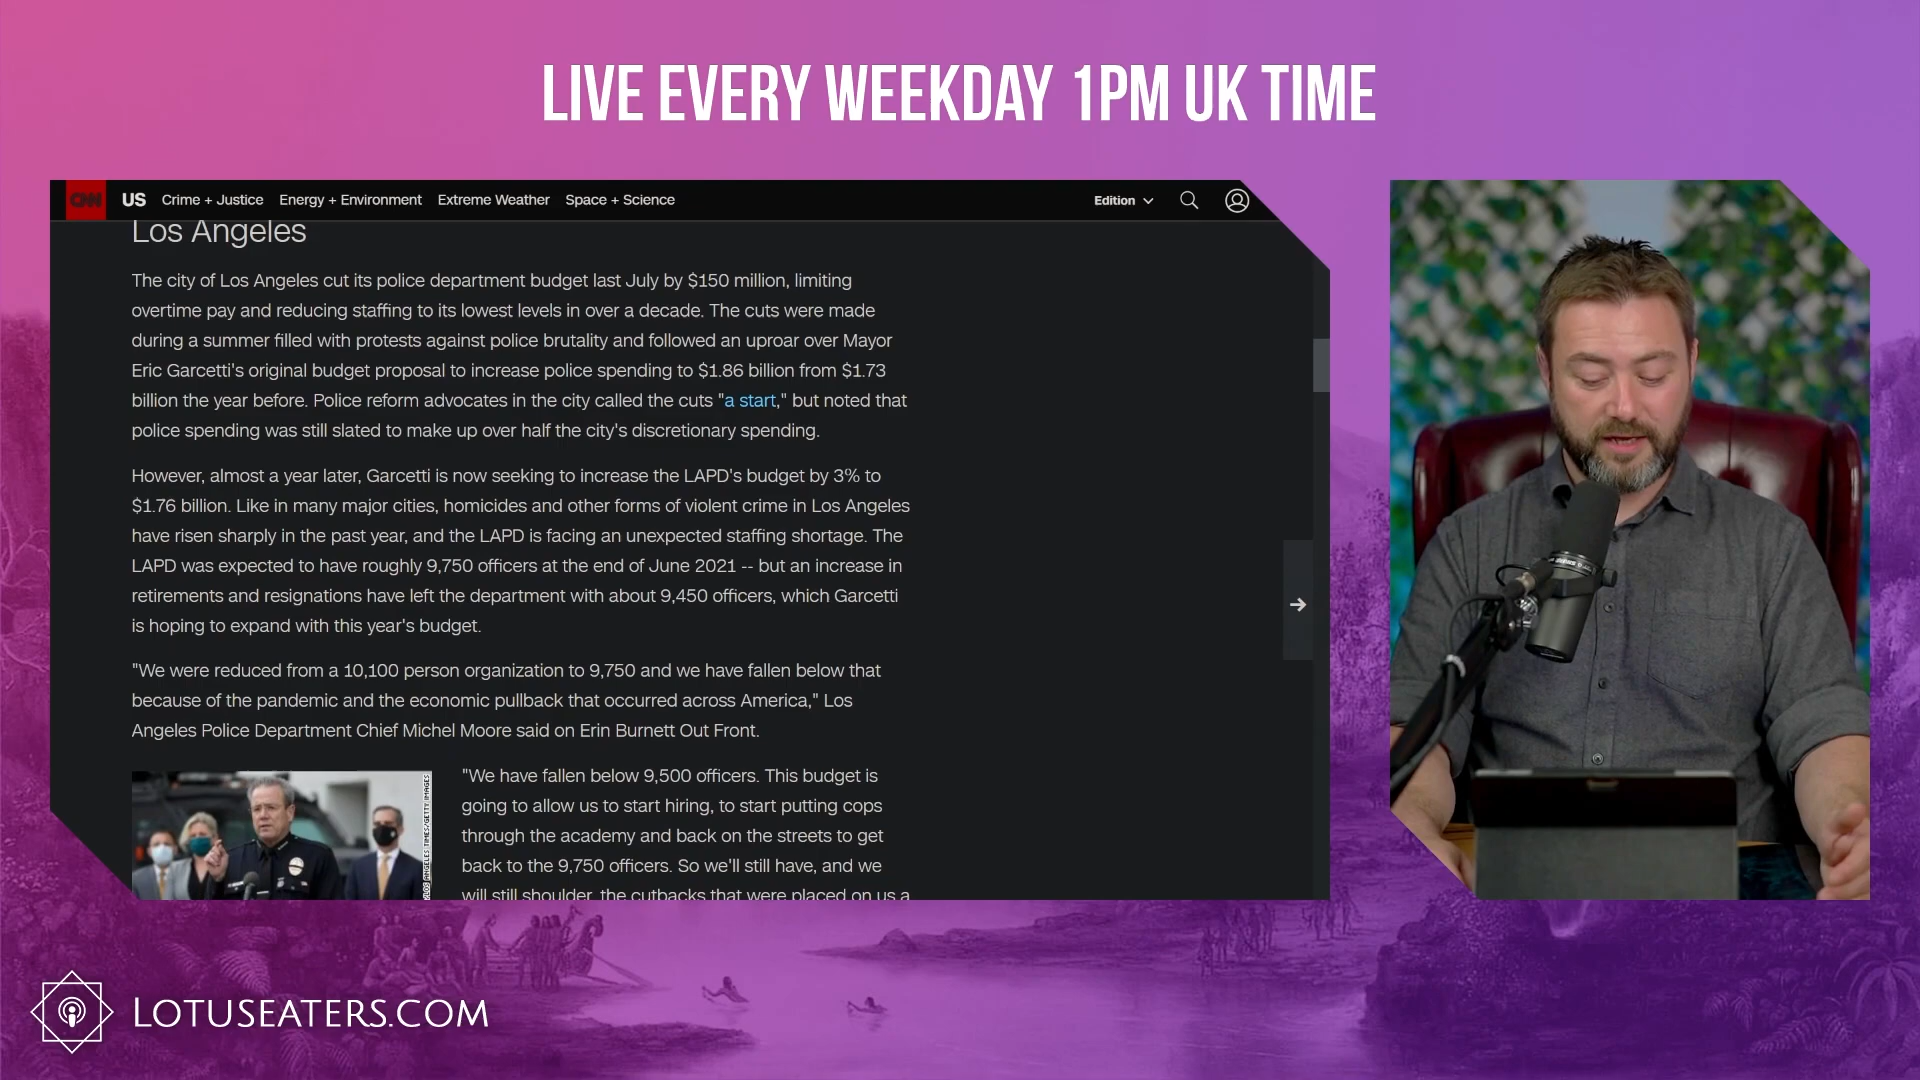 LIVE EVERY WEEKDAY 1PM UK TIME
CNN US Crime + Justice Energy + Environment Extreme Weather Space + Science Edition
Los Angeles
The city of Los Angeles cut its police department budget last July by $150 million, limiting
overtime pay and reducing staffing to its lowest levels in over a decade. The cuts were made
during a summer filled with protests against police brutality and followed an uproar over Mayor
Eric Garcetti's original budget proposal to increase police spending to $1.86 billion from $1.73
billion the year before. Police reform advocates in the city called the cuts "a start," but noted that
police spending was still slated to make up over half the city's discretionary spending.
However, almost a year later, Garcetti is now seeking to increase the LAPD's budget by 3% to
$1.76 billion. Like in many major cities, homicides and other forms of violent crime in Los Angeles
have risen sharply in the past year, and the LAPD is facing an unexpected staffing shortage. The
LAPD was expected to have roughly 9,750 officers at the end of June 2021 -- but an increase in
retirements and resignations have left the department with about 9,450 officers, which Garcetti
is hoping to expand with this year's budget.
"We were reduced from a 10,100 person organization to 9,750 and we have fallen below that
because of the pandemic and the economic pullback that occurred across America," Los
Angeles Police Department Chief Michel Moore said on Erin Burnett Out Front.
"We have fallen below 9,500 officers. This budget is
going to allow us to start hiring, to start putting cops
through the academy and back on the streets to get
back to the 9,750 officers. So we'll still have, and we
will still shoulder, the cutbacks that were placed on us a
LOS ANGELES TIMES/GETTY IMAGES
LOTUSEATERS.COM